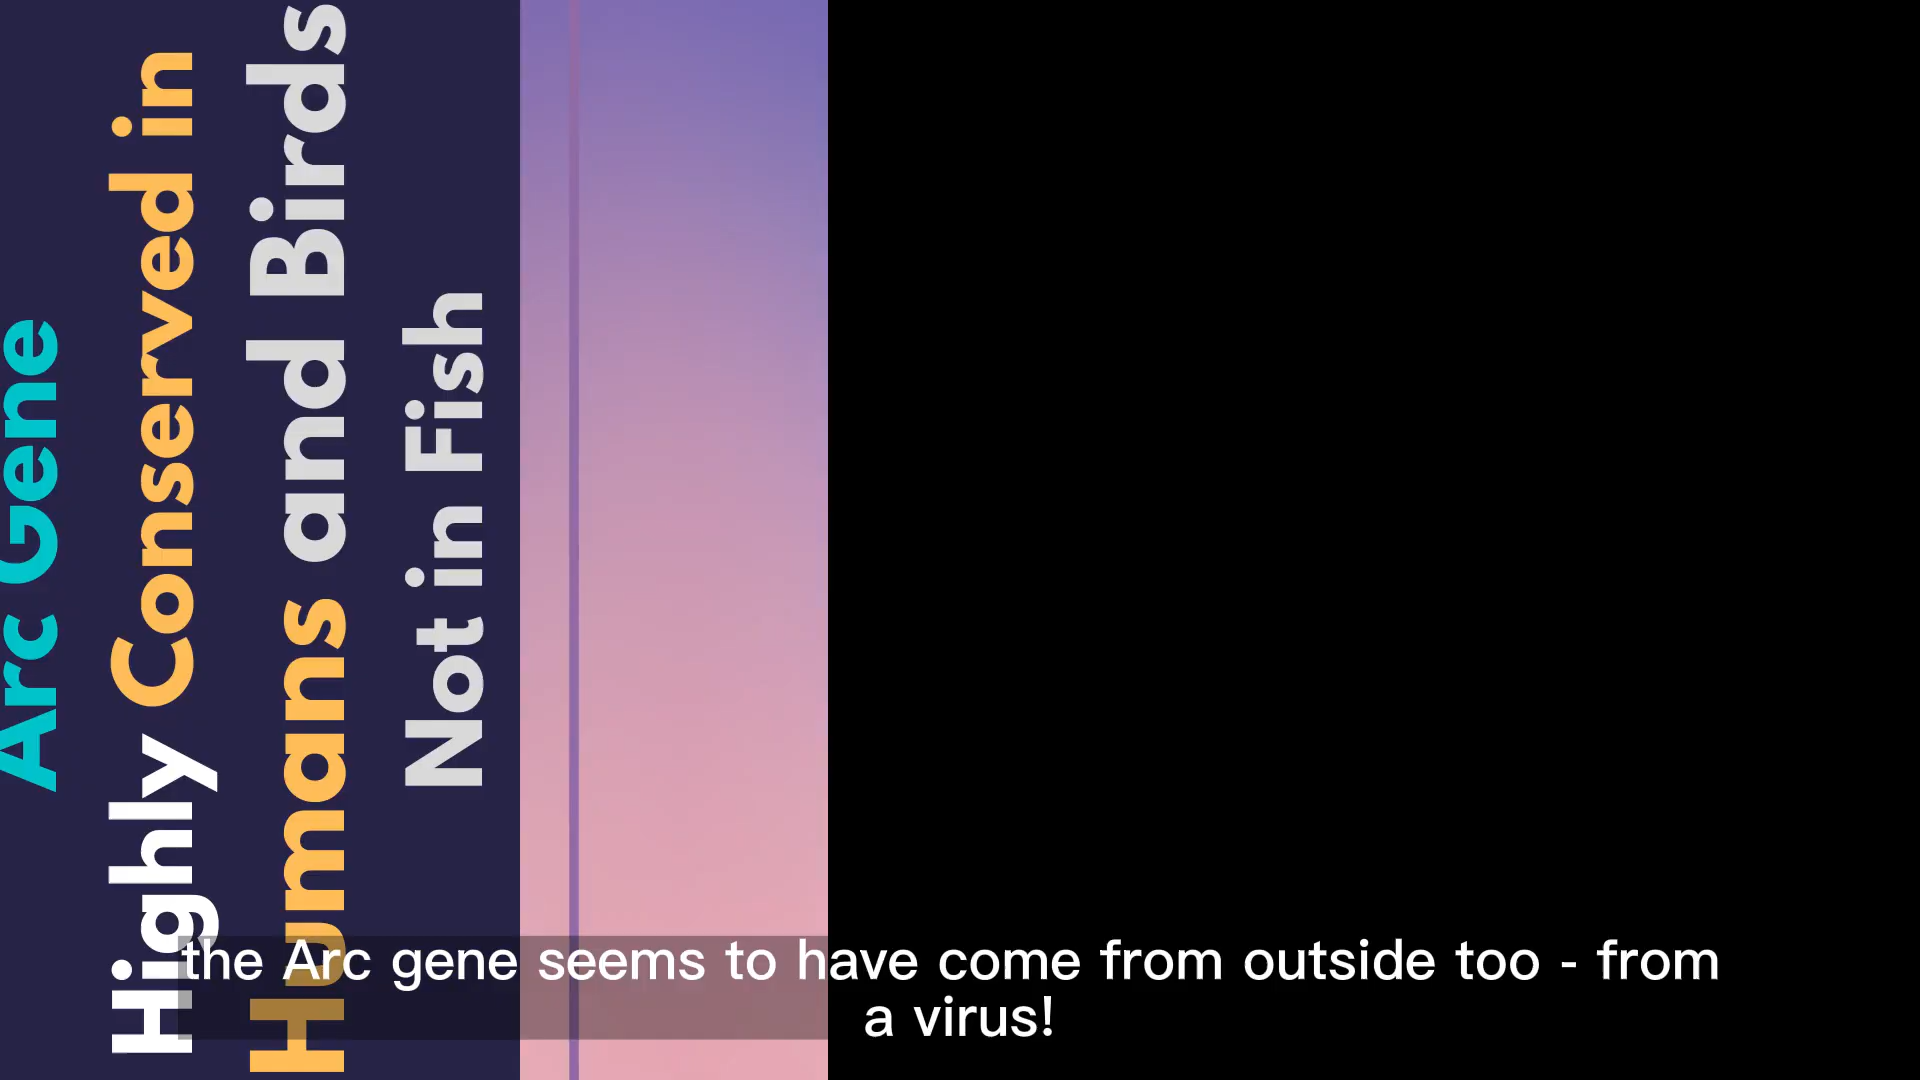 Arc Gene
Highly Conserved in
Humans and Birds
Not in Fish
the Arc gene seems to have come from outside too - from
a virus!